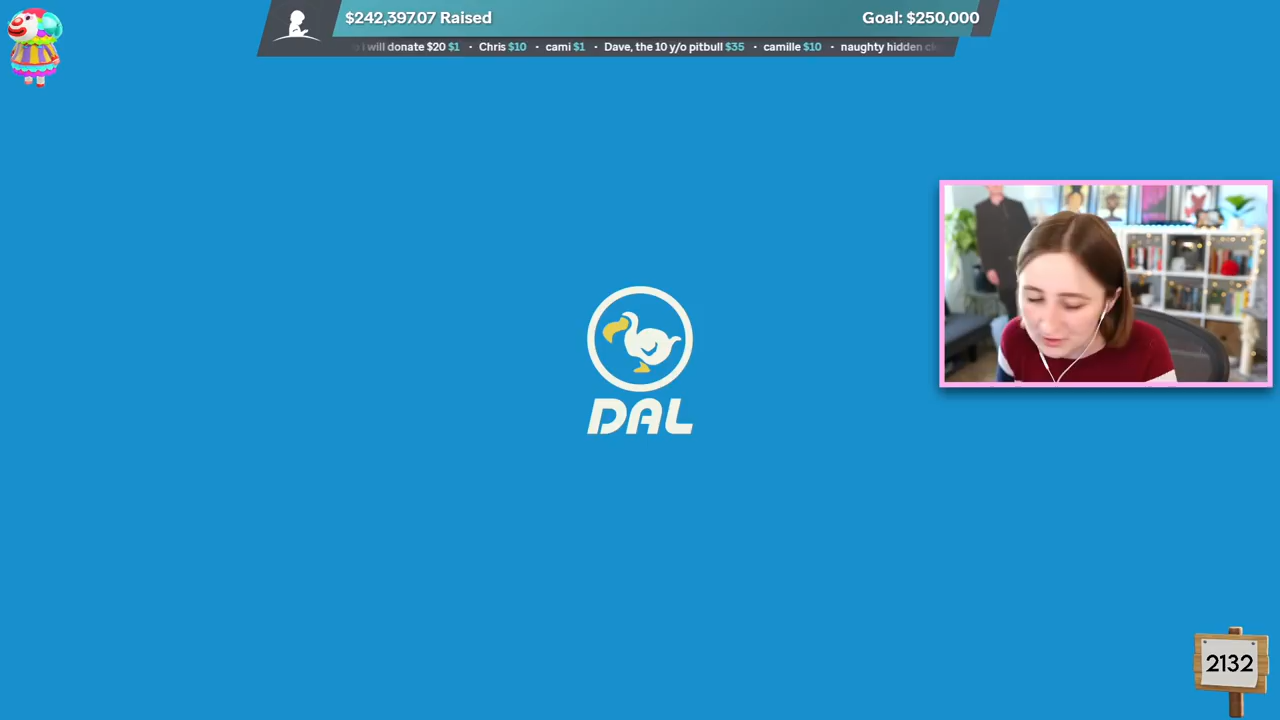 $242,397.07 Raised
Goal: $250,000
I will donate $20 $1 · Chris $10 · cami $1 · Dave, the 10 y/o pitbull $35 · camille $10 · naughty hidden
DAL
2132